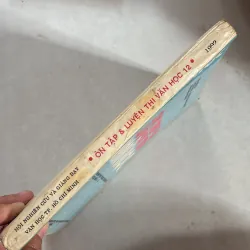 HỘI NGHIÊN CỨU VÀ GIẢNG DẠY
VĂN HỌC TP. HỒ CHÍ MINH
• ÔN TẬP & LUYỆN THI VĂN HỌC 12 •
1999